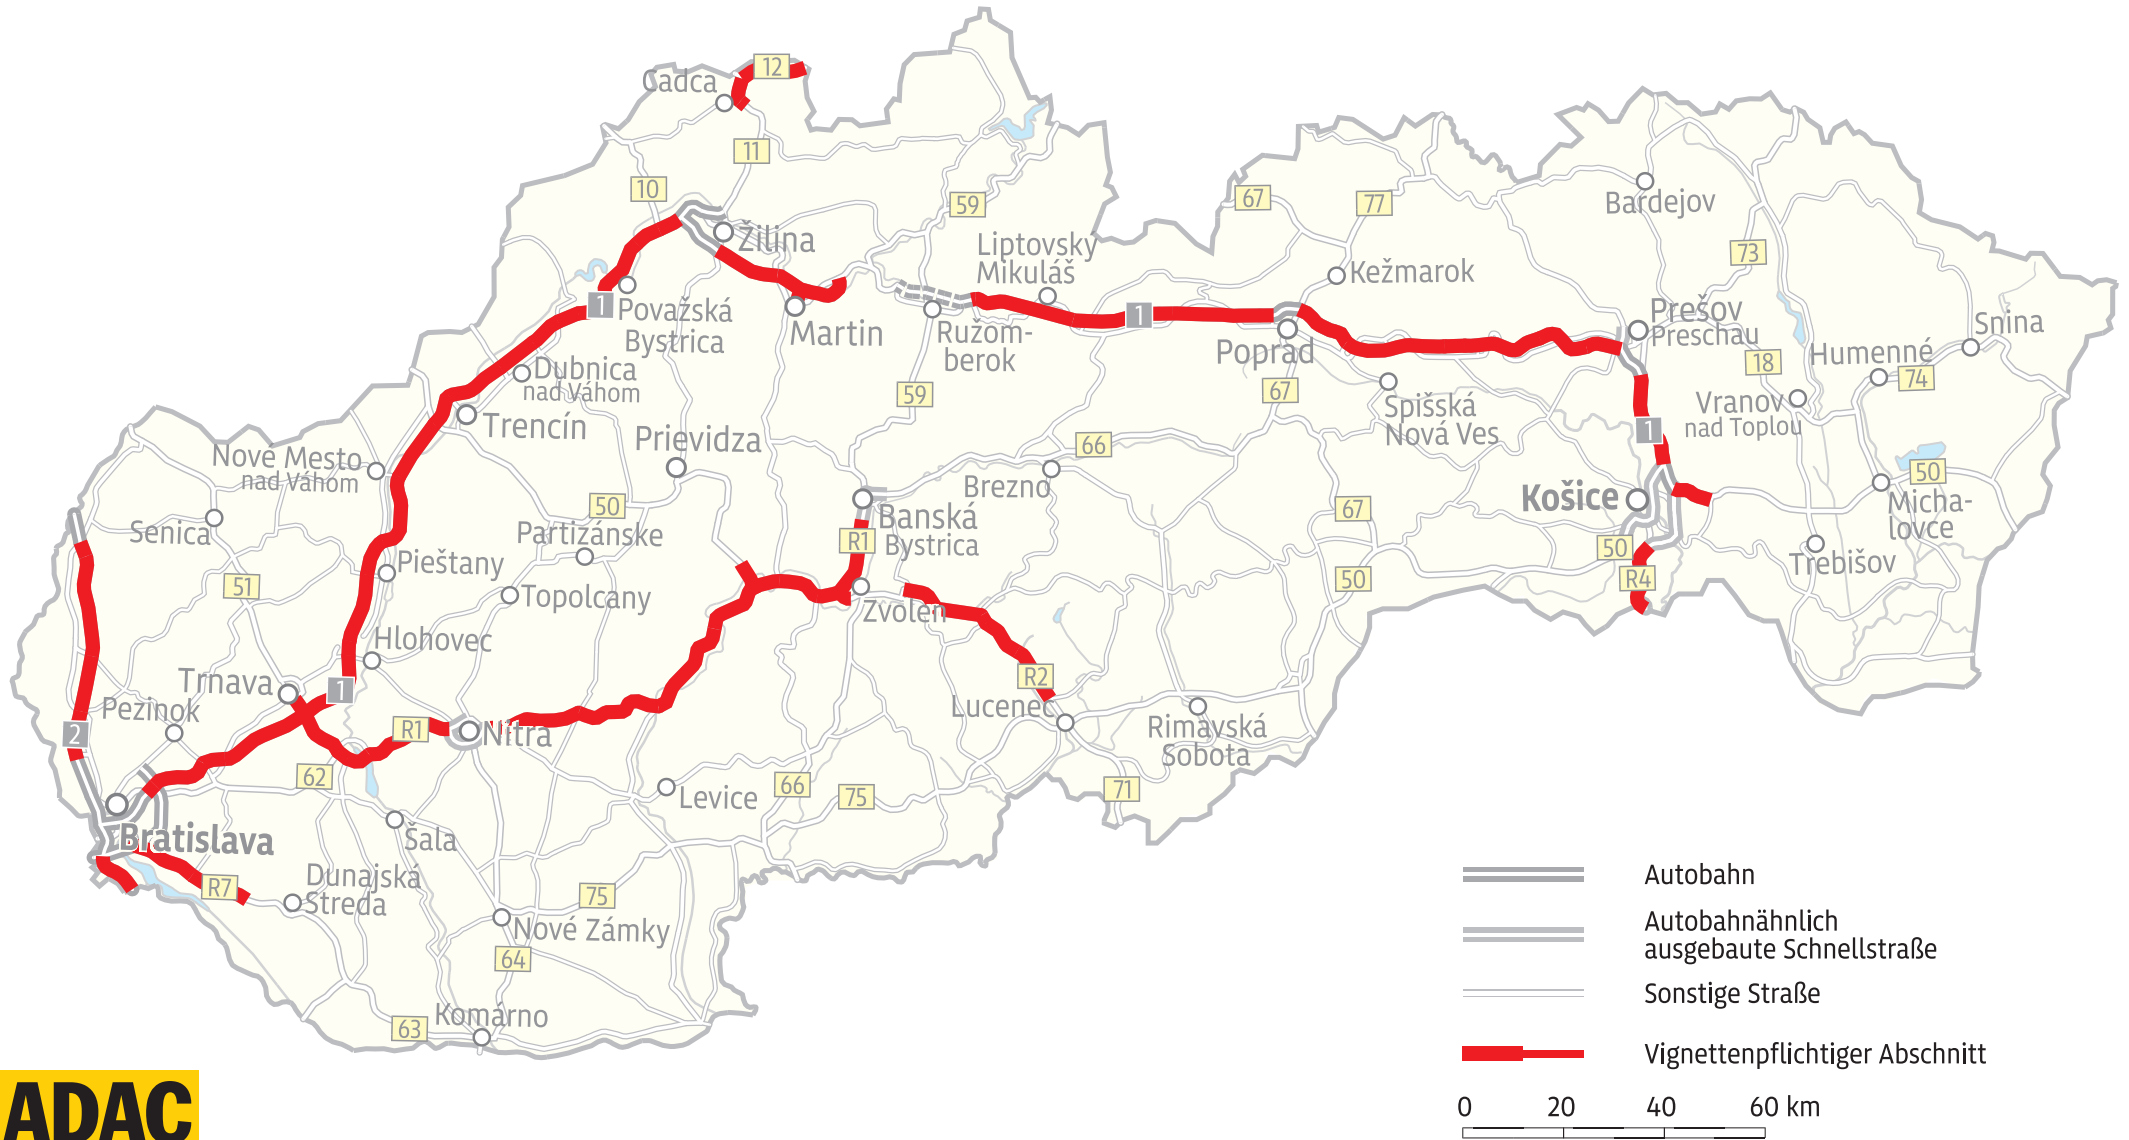 12
Cadca
11
10
59
67
77
Bardejov
Žilina
73
Liptovský
Mikuláš
Kežmarok
1
Považská
Bystrica
Martin
Ružom-
berok
1
Poprad
Prešov
Preschau
Snina
Humenné
18
74
Dubnica
nad Váhom
59
67
Spišská
Nová Ves
Vranov
nad Toplou
1
Trencín
Prievidza
66
Nové Mesto
nad Váhom
Brezno
50
Senica
50
Partizánske
Banská
Bystrica
R1
67
Košice
Micha-
lovce
50
Trebišov
Pieštany
51
Topolcany
Zvolen
50
R4
Hlohovec
Trnava
1
Pezinok
R2
Lucenec
Rimavská
Sobota
2
R1
Nitra
62
Levice
66
75
71
Bratislava
Šala
R7
Dunajská
Streda
75
Nové Zámky
64
63
Komárno
Autobahn
Autobahnähnlich
ausgebaute Schnellstraße
Sonstige Straße
Vignettenpflichtiger Abschnitt
0 20 40 60 km
ADAC